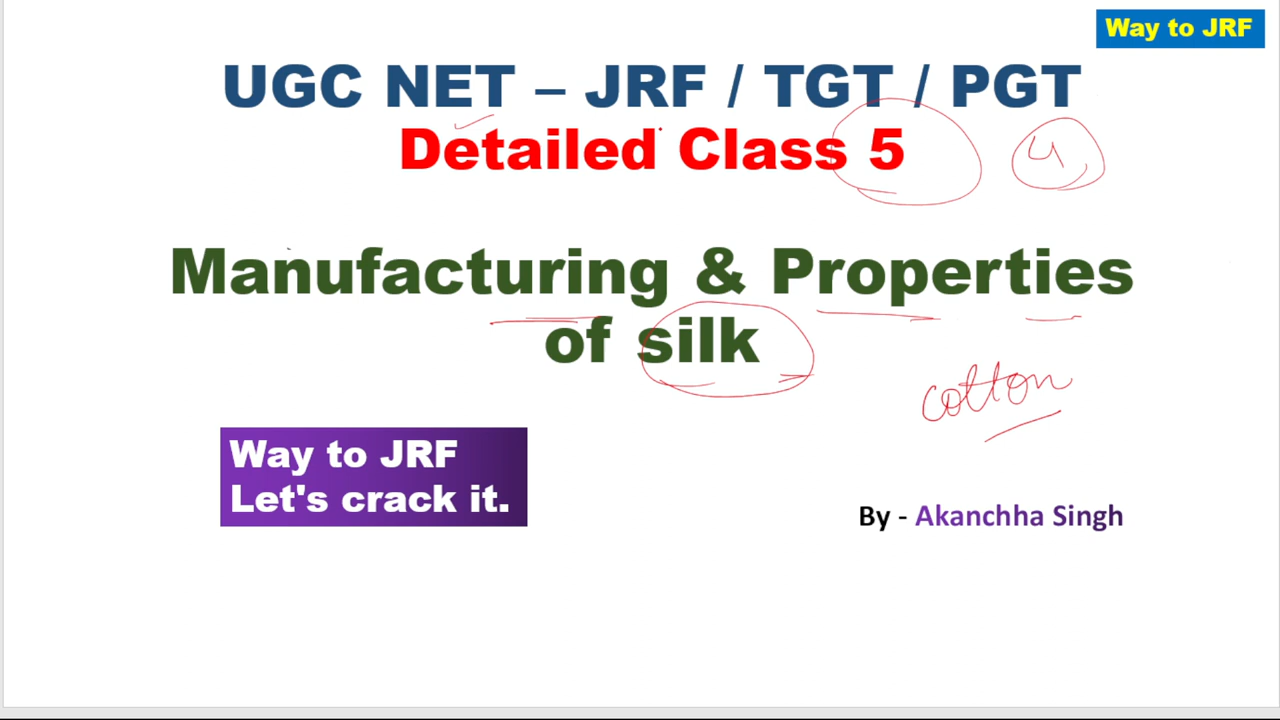 Way to JRF
UGC NET – JRF / TGT / PGT
Detailed Class 5
4
Manufacturing & Properties
of silk
cotton
Way to JRF
Let's crack it.
By - Akanchha Singh